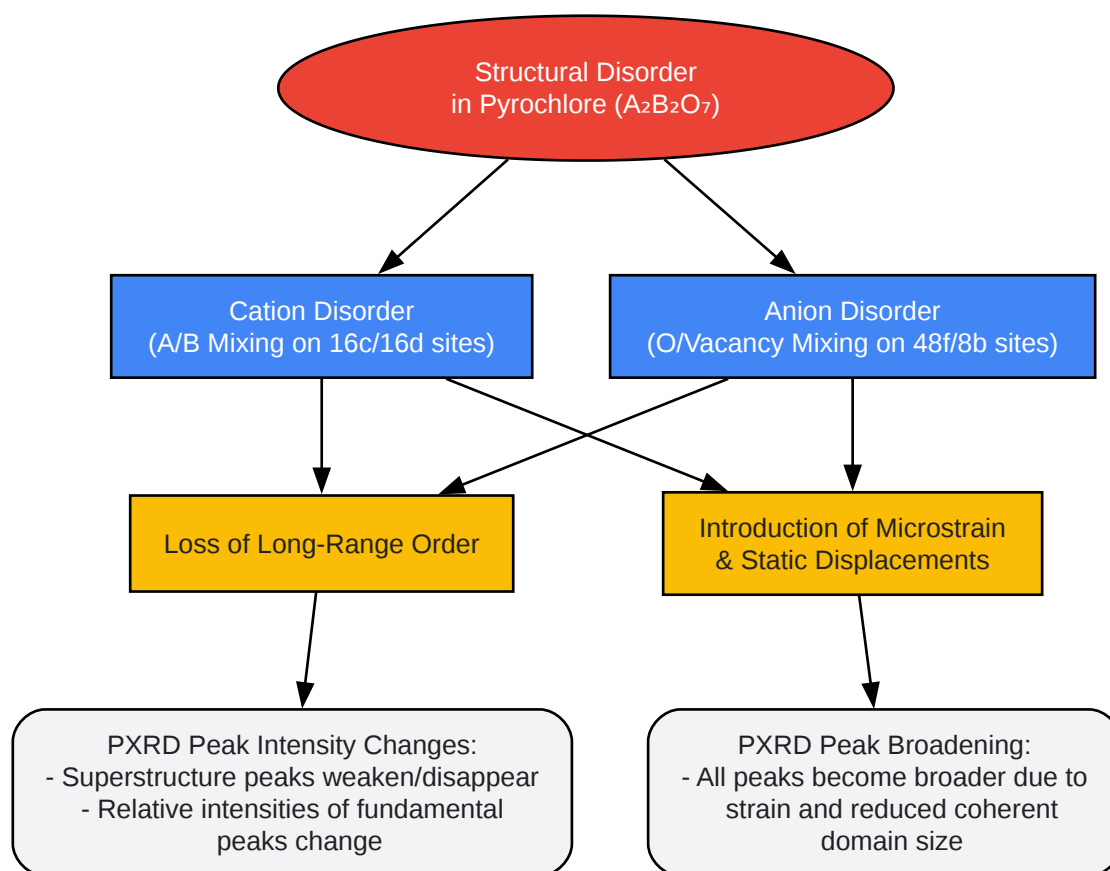 Structural Disorder
in Pyrochlore (A₂B₂O₇)
Cation Disorder
(A/B Mixing on 16c/16d sites)
Anion Disorder
(O/Vacancy Mixing on 48f/8b sites)
Loss of Long-Range Order
Introduction of Microstrain
& Static Displacements
PXRD Peak Intensity Changes:
- Superstructure peaks weaken/disappear
- Relative intensities of fundamental
peaks change
PXRD Peak Broadening:
- All peaks become broader due to
strain and reduced coherent
domain size